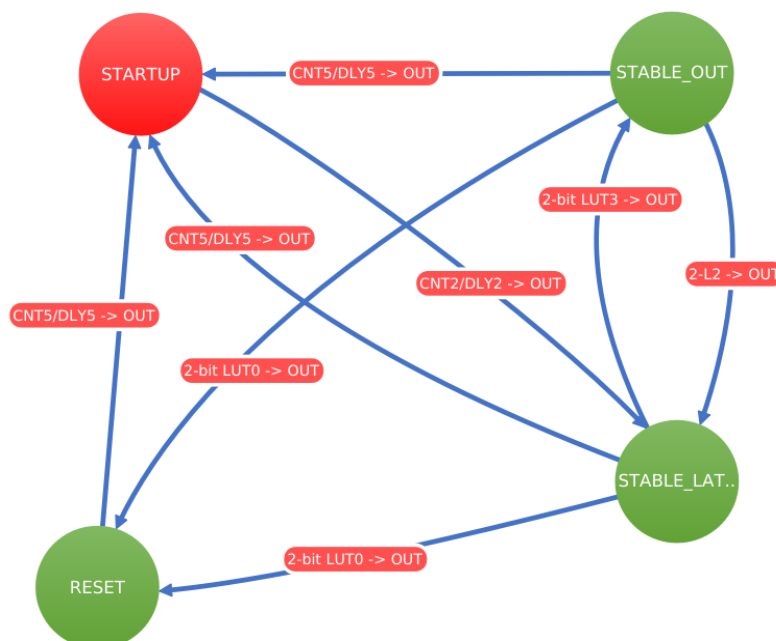 STARTUP
CNT5/DLY5 -> OUT
STABLE_OUT
2-bit LUT3 -> OUT
CNT5/DLY5 -> OUT
2-L2 -> OUT
CNT2/DLY2 -> OUT
CNT5/DLY5 -> OUT
2-bit LUT0 -> OUT
STABLE_LAT..
2-bit LUT0 -> OUT
RESET